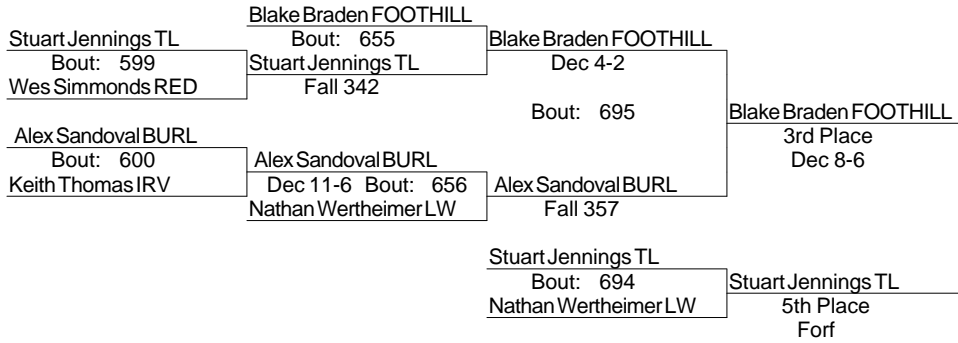 Blake Braden FOOTHILL
Stuart Jennings TL
Bout: 655
Blake Braden FOOTHILL
Bout: 599
Stuart Jennings TL
Dec 4-2
Wes Simmonds RED
Fall 342
Bout: 695
Blake Braden FOOTHILL
Alex Sandoval BURL
3rd Place
Bout: 600
Alex Sandoval BURL
Dec 8-6
Keith Thomas IRV
Dec 11-6 Bout: 656
Alex Sandoval BURL
Nathan Wertheimer LW
Fall 357
Stuart Jennings TL
Bout: 694
Stuart Jennings TL
Nathan Wertheimer LW
5th Place
Forf